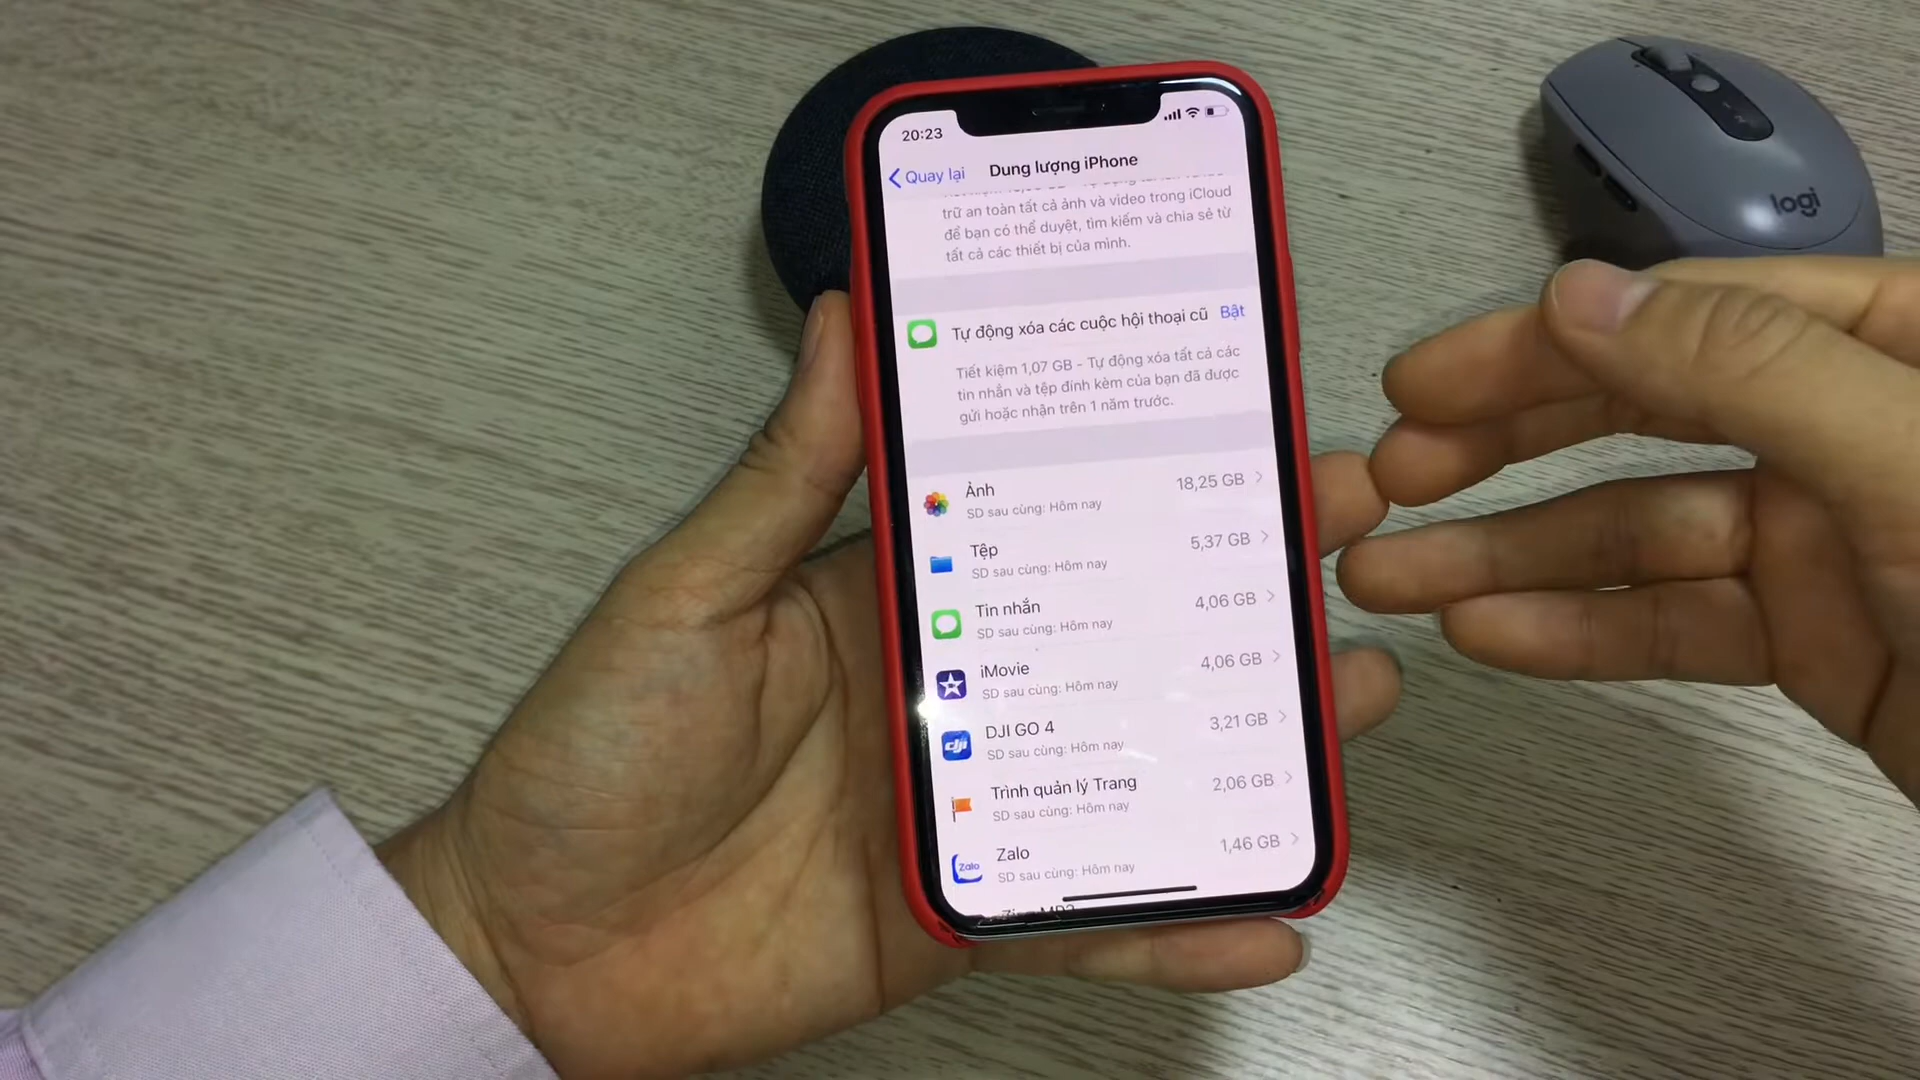 20:23
Quay lại
Dung lượng iPhone
trữ an toàn tất cả ảnh và video trong iCloud
để bạn có thể duyệt, tìm kiếm và chia sẻ từ
tất cả các thiết bị của mình.
Tự động xóa các cuộc hội thoại cũ Bật
Tiết kiệm 1,07 GB - Tự động xóa tất cả các
tin nhắn và tệp đính kèm của bạn đã được
gửi hoặc nhận trên 1 năm trước.
Ảnh 18,25 GB
SD sau cùng: Hôm nay
Tệp 5,37 GB
SD sau cùng: Hôm nay
Tin nhắn 4,06 GB
SD sau cùng: Hôm nay
iMovie 4,06 GB
SD sau cùng: Hôm nay
DJI GO 4 3,21 GB
dji
SD sau cùng: Hôm nay
Trình quản lý Trang 2,06 GB
SD sau cùng: Hôm nay
Zalo 1,46 GB
Zalo
SD sau cùng: Hôm nay
logi